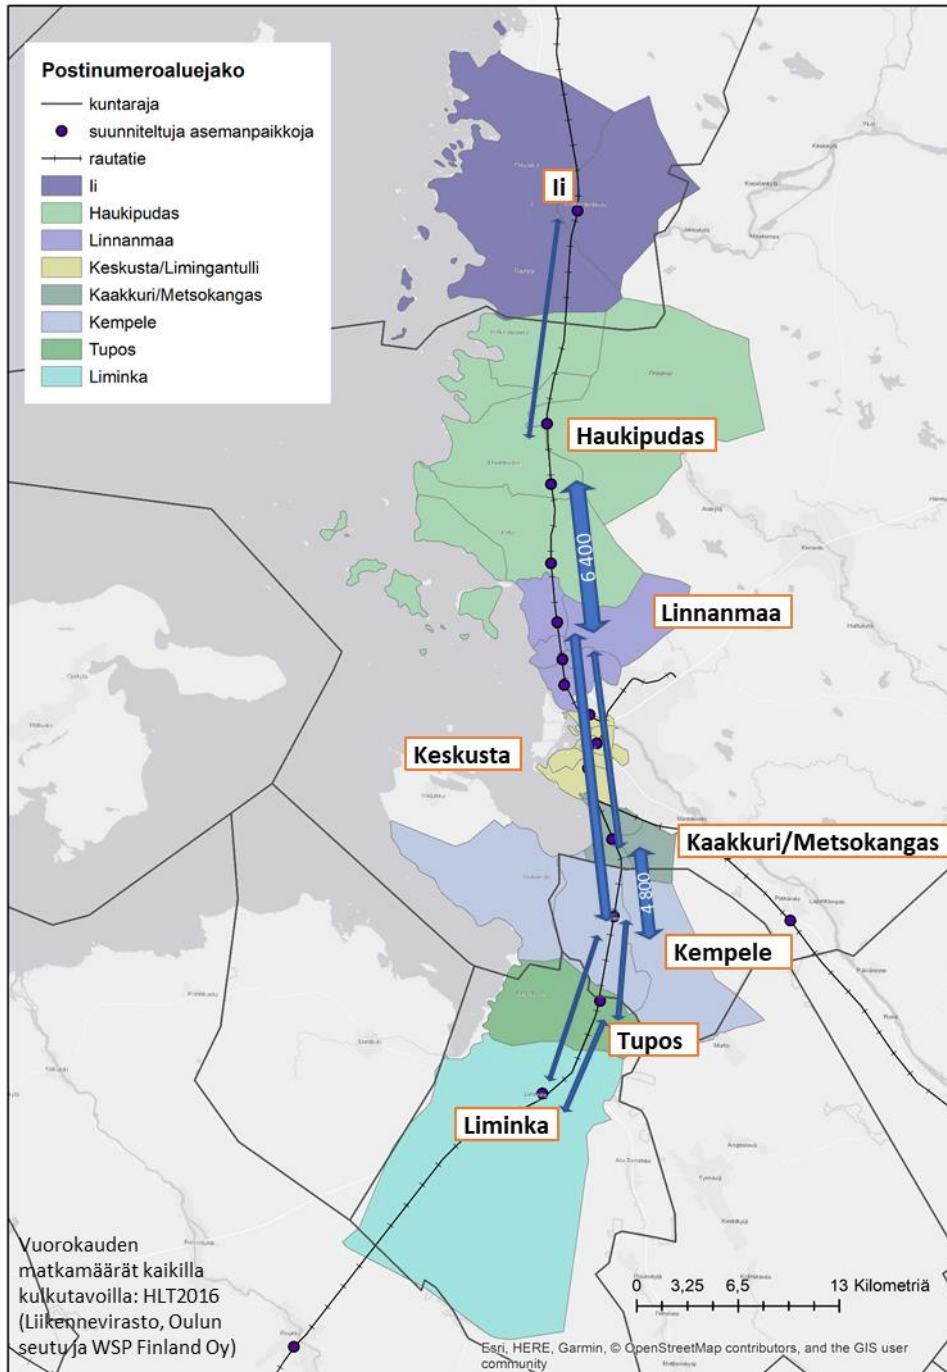 Postinumeroaluejako
kuntaraja
suunniteltuja asemanpaikkoja
rautatie
Ii
Haukipudas
Linnanmaa
Keskusta/Limingantulli
Kaakkuri/Metsokangas
Kempele
Tupos
Liminka
Ii
Haukipudas
6 400
Linnanmaa
Keskusta
Kaakkuri/Metsokangas
4 800
Kempele
Tupos
Liminka
Vuorokauden
matkamäärät kaikilla
kulkutavoilla: HLT2016
(Liikennevirasto, Oulun
seutu ja WSP Finland Oy)
0 3,25 6,5 13 Kilometriä
Esri, HERE, Garmin, © OpenStreetMap contributors, and the GIS user
community